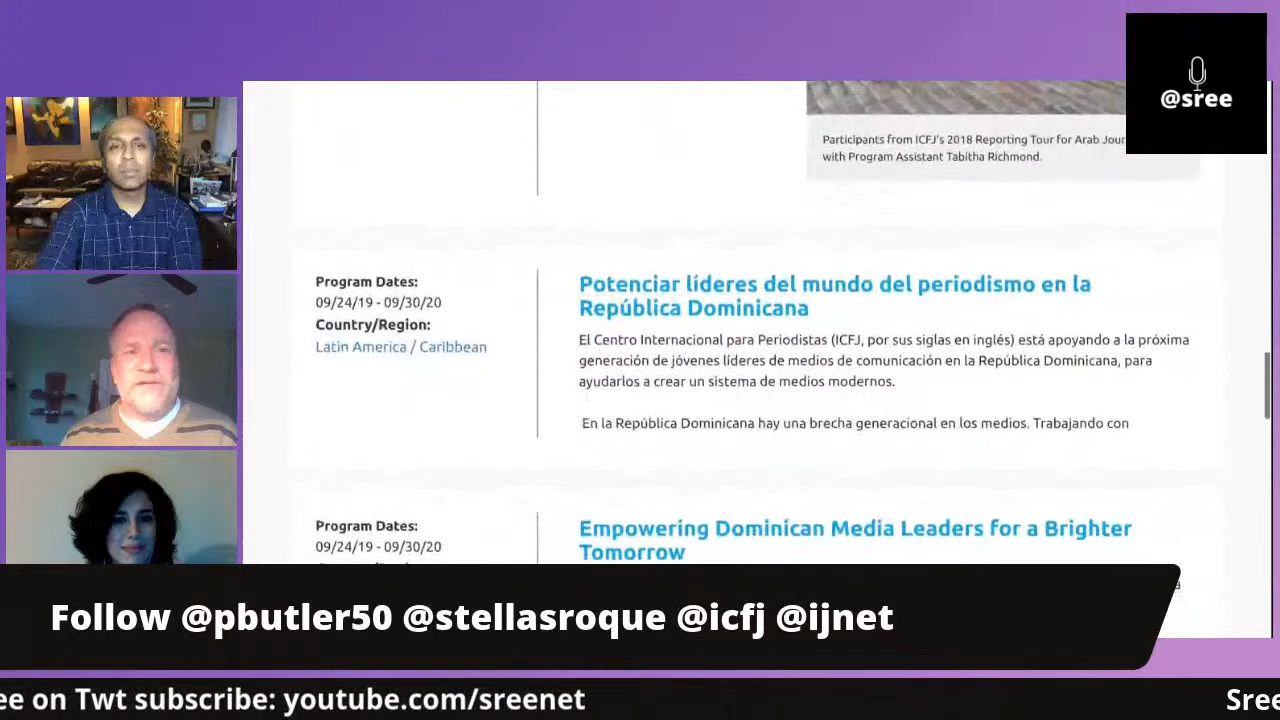 @sree
Participants from ICFJ's 2018 Reporting Tour for Arab Jour
with Program Assistant Tabitha Richmond.
Program Dates:
09/24/19 - 09/30/20
Country/Region:
Latin America / Caribbean
Potenciar líderes del mundo del periodismo en la
República Dominicana
El Centro Internacional para Periodistas (ICFJ, por sus siglas en inglés) está apoyando a la próxima
generación de jóvenes líderes de medios de comunicación en la República Dominicana, para
ayudarlos a crear un sistema de medios modernos.
En la República Dominicana hay una brecha generacional en los medios. Trabajando con
Program Dates:
09/24/19 - 09/30/20
Empowering Dominican Media Leaders for a Brighter
Tomorrow
Follow @pbutler50 @stellasroque @icfj @ijnet
ee on Twt subscribe: youtube.com/sreenet
Sree